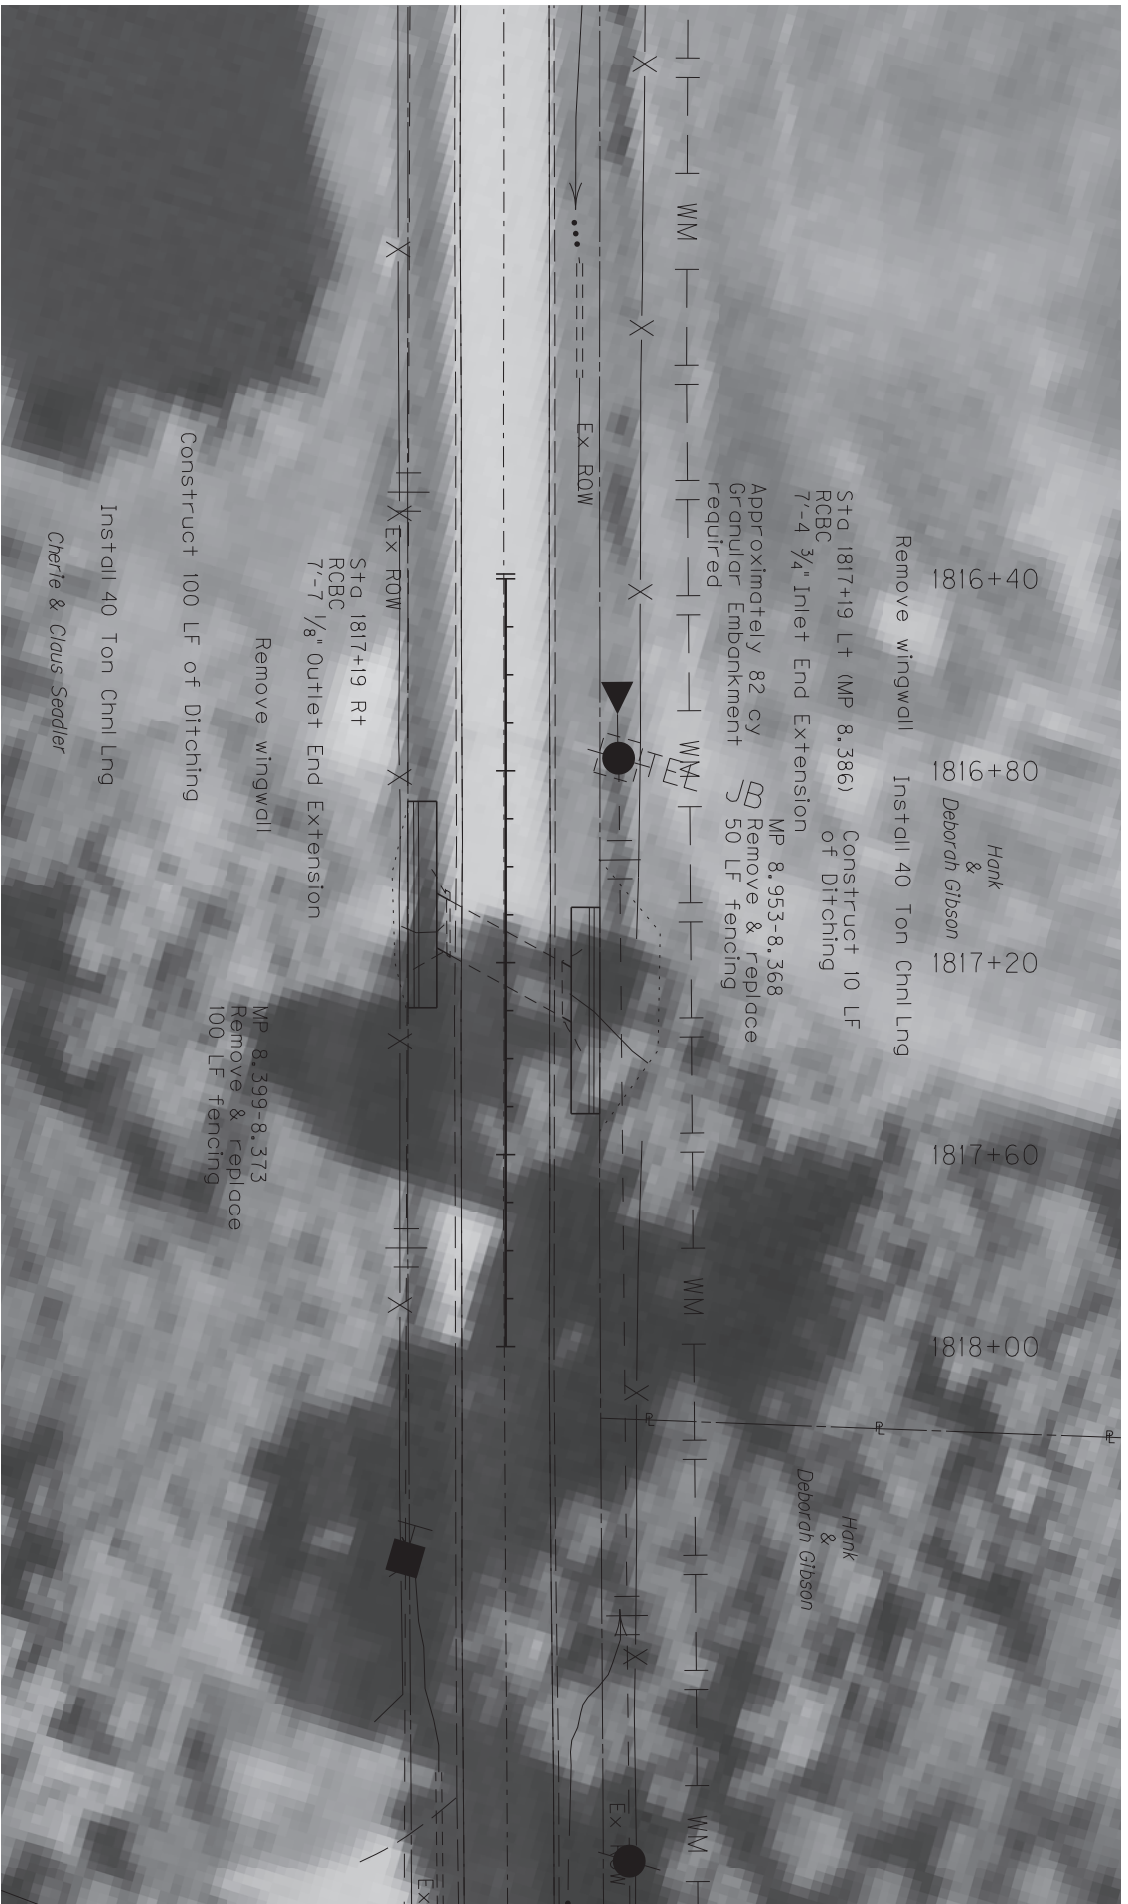 1816+40
1816+80
1817+20
1817+60
1818+00
Remove wingwall
Install 40 Ton Chnl Lng
Hank
&
Deborah Gibson
Sta 1817+19 Lt (MP 8.386)
RCBC
7'-4 3/4" Inlet End Extension
Construct 10 LF
of Ditching
Approximately 82 cy
Granular Embankment
required
JB
MP 8.953-8.368
Remove & replace
50 LF fencing
WM
WM
WM
WM
TEL
Ex ROW
Ex ROW
Ex ROW
Ex
Sta 1817+19 Rt
RCBC
7'-7 1/8" Outlet End Extension
Remove wingwall
Construct 100 LF of Ditching
Install 40 Ton Chnl Lng
Cherie & Claus Seadler
MP 8.399-8.373
Remove & replace
100 LF fencing
Hank
&
Deborah Gibson
PL
PL
PL